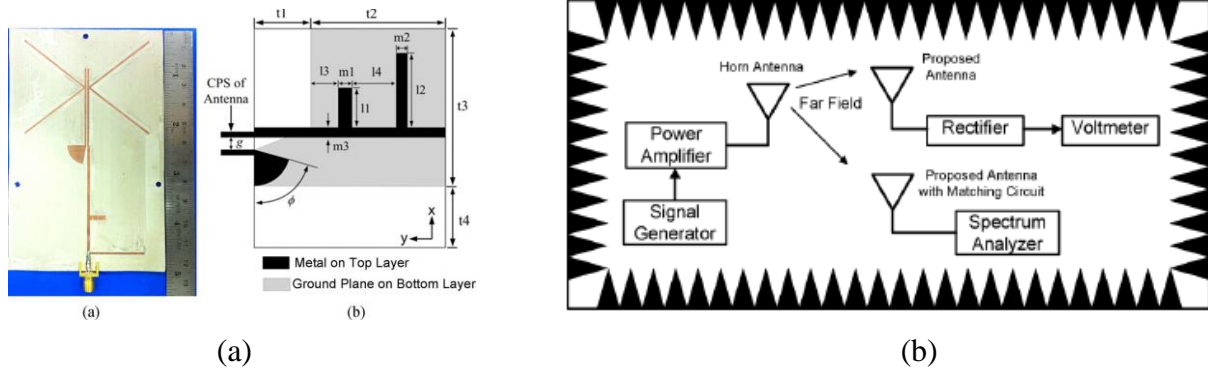 t1
t2
m2
l3
m1
l4
l2
l1
t3
CPS of
Antenna
g
m3
ϕ
x
y
t4
Metal on Top Layer
Ground Plane on Bottom Layer
(a)
(b)
(a)
Horn Antenna
Proposed
Antenna
Far Field
Power
Amplifier
Rectifier
Voltmeter
Proposed Antenna
with Matching Circuit
Signal
Generator
Spectrum
Analyzer
(b)